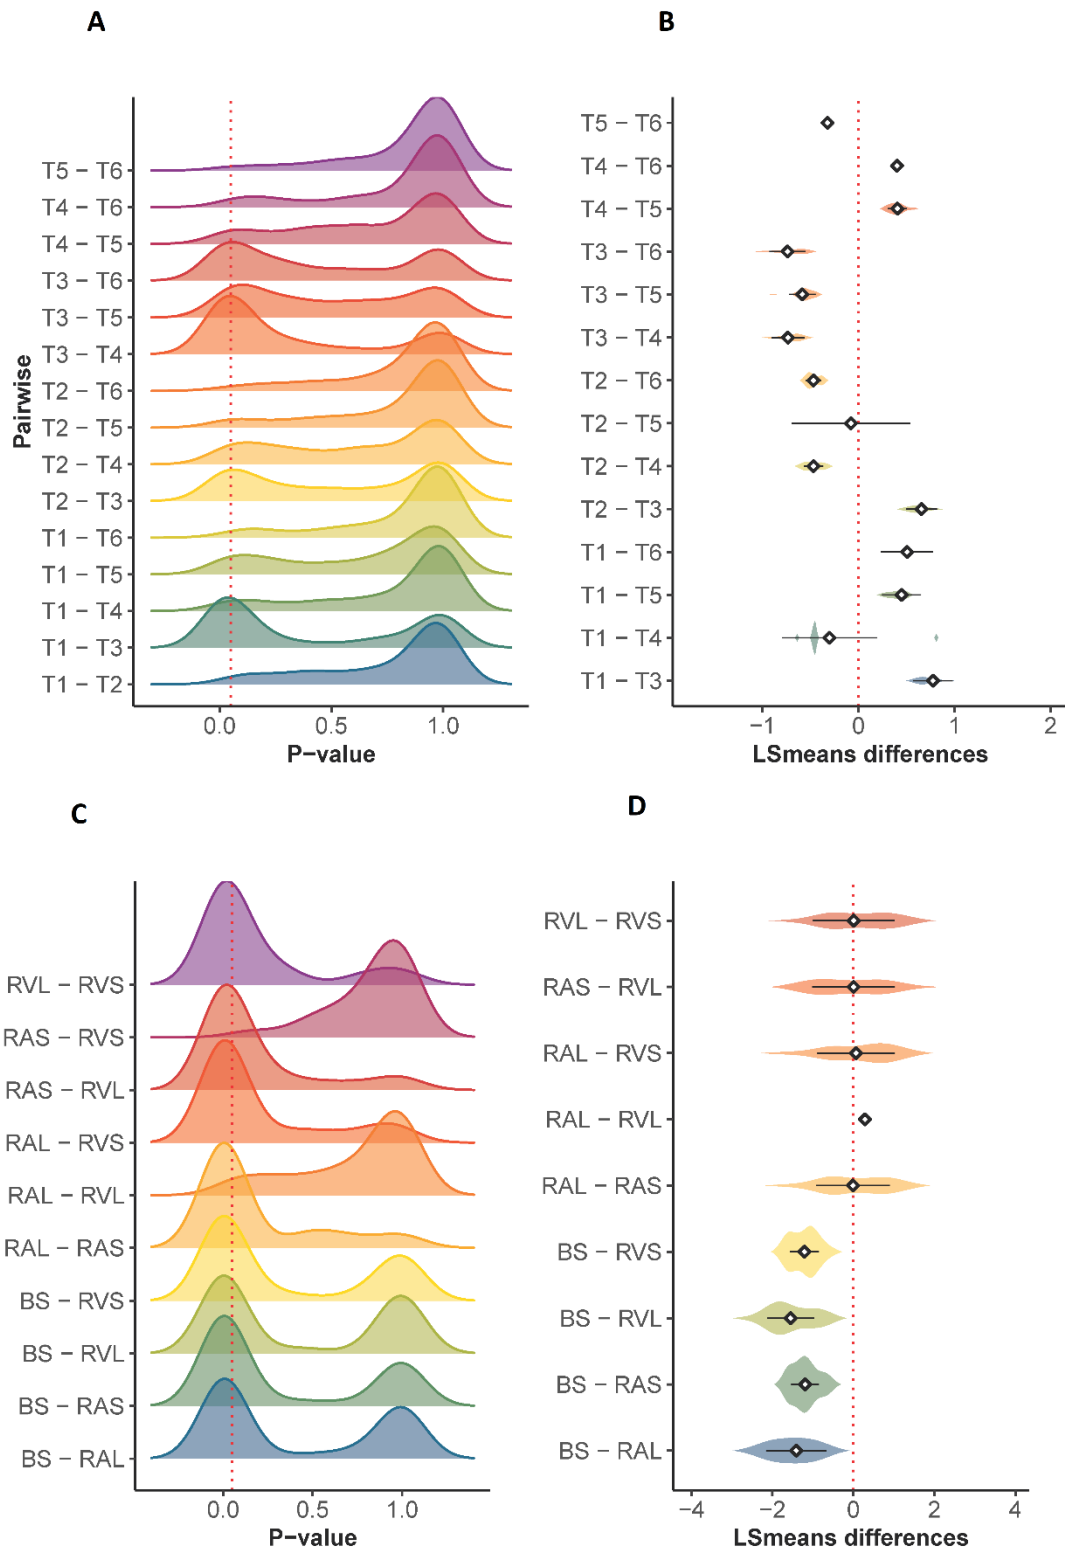 A
B
Pairwise
T5 − T6
T4 − T6
T4 − T5
T3 − T6
T3 − T5
T3 − T4
T2 − T6
T2 − T5
T2 − T4
T2 − T3
T1 − T6
T1 − T5
T1 − T4
T1 − T3
T1 − T2
0.0 0.5 1.0
P−value
T5 − T6
T4 − T6
T4 − T5
T3 − T6
T3 − T5
T3 − T4
T2 − T6
T2 − T5
T2 − T4
T2 − T3
T1 − T6
T1 − T5
T1 − T4
T1 − T3
−1 0 1 2
LSmeans differences
C
D
RVL − RVS
RAS − RVS
RAS − RVL
RAL − RVS
RAL − RVL
RAL − RAS
BS − RVS
BS − RVL
BS − RAS
BS − RAL
0.0 0.5 1.0
P−value
RVL − RVS
RAS − RVL
RAL − RVS
RAL − RVL
RAL − RAS
BS − RVS
BS − RVL
BS − RAS
BS − RAL
−4 −2 0 2 4
LSmeans differences